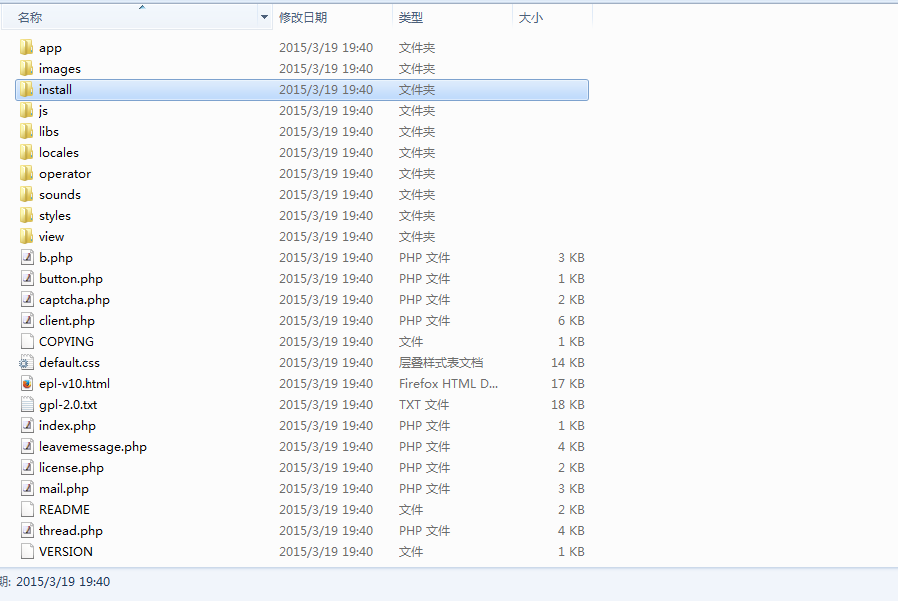 名称 修改日期 类型 大小
app 2015/3/19 19:40 文件夹
images 2015/3/19 19:40 文件夹
install 2015/3/19 19:40 文件夹
js 2015/3/19 19:40 文件夹
libs 2015/3/19 19:40 文件夹
locales 2015/3/19 19:40 文件夹
operator 2015/3/19 19:40 文件夹
sounds 2015/3/19 19:40 文件夹
styles 2015/3/19 19:40 文件夹
view 2015/3/19 19:40 文件夹
b.php 2015/3/19 19:40 PHP 文件 3 KB
button.php 2015/3/19 19:40 PHP 文件 1 KB
captcha.php 2015/3/19 19:40 PHP 文件 2 KB
client.php 2015/3/19 19:40 PHP 文件 6 KB
COPYING 2015/3/19 19:40 文件 1 KB
default.css 2015/3/19 19:40 层叠样式表文档 14 KB
epl-v10.html 2015/3/19 19:40 Firefox HTML D... 17 KB
gpl-2.0.txt 2015/3/19 19:40 TXT 文件 18 KB
index.php 2015/3/19 19:40 PHP 文件 1 KB
leavemessage.php 2015/3/19 19:40 PHP 文件 4 KB
license.php 2015/3/19 19:40 PHP 文件 2 KB
mail.php 2015/3/19 19:40 PHP 文件 3 KB
README 2015/3/19 19:40 文件 2 KB
thread.php 2015/3/19 19:40 PHP 文件 4 KB
VERSION 2015/3/19 19:40 文件 1 KB
期: 2015/3/19 19:40